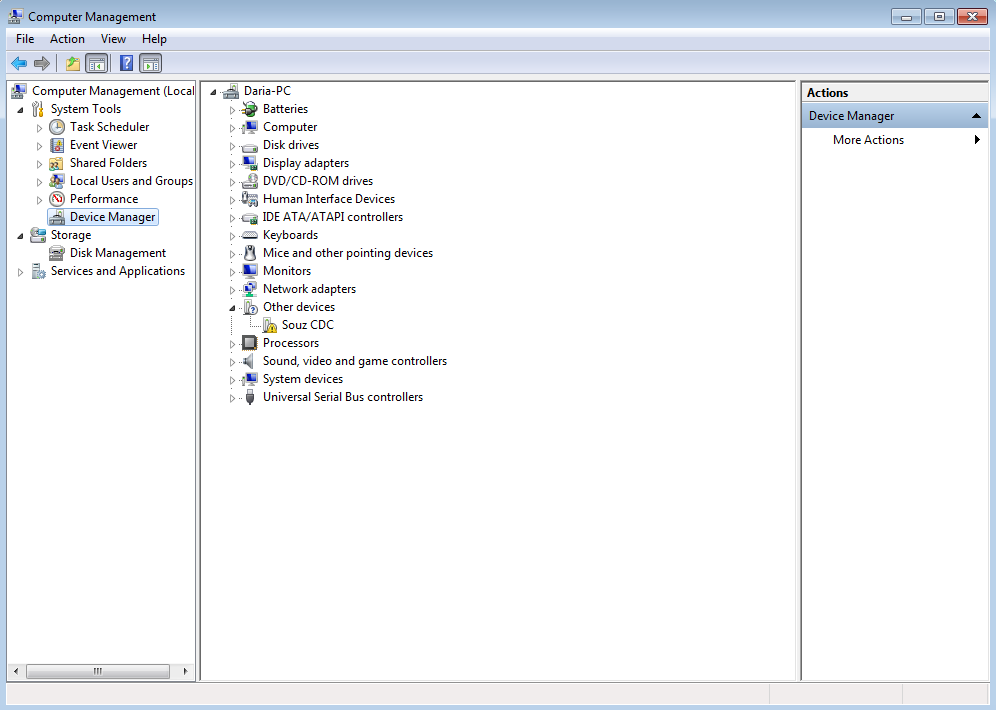 Computer Management
File Action View Help
Computer Management (Local
System Tools
Task Scheduler
Event Viewer
Shared Folders
Local Users and Groups
Performance
Device Manager
Storage
Disk Management
Services and Applications
Daria-PC
Batteries
Computer
Disk drives
Display adapters
DVD/CD-ROM drives
Human Interface Devices
IDE ATA/ATAPI controllers
Keyboards
Mice and other pointing devices
Monitors
Network adapters
Other devices
Souz CDC
Processors
Sound, video and game controllers
System devices
Universal Serial Bus controllers
Actions
Device Manager
More Actions